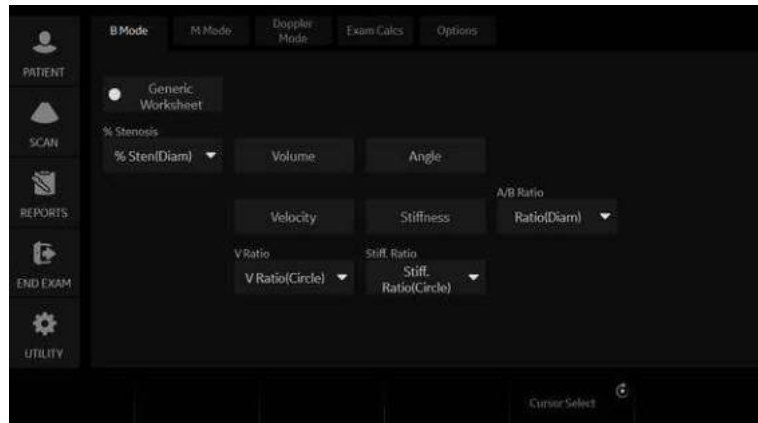 B Mode
M Mode
Doppler
Mode
Exam Calcs
Options
PATIENT
SCAN
REPORTS
END EXAM
UTILITY
Generic
Worksheet
% Stenosis
% Sten(Diam)
Volume
Angle
A/B Ratio
Velocity
Stiffness
Ratio(Diam)
V Ratio
Stiff. Ratio
V Ratio(Circle)
Stiff.
Ratio(Circle)
Cursor Select